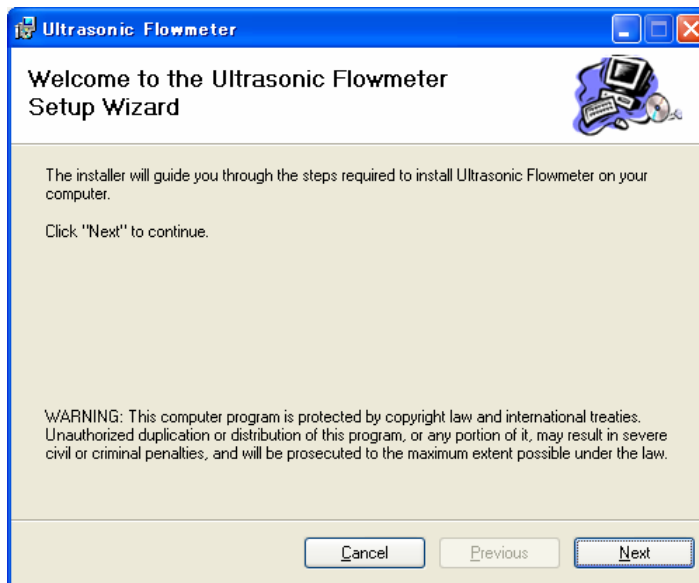 Ultrasonic Flowmeter
Welcome to the Ultrasonic Flowmeter
Setup Wizard
The installer will guide you through the steps required to install Ultrasonic Flowmeter on your
computer.
Click "Next" to continue.
WARNING: This computer program is protected by copyright law and international treaties.
Unauthorized duplication or distribution of this program, or any portion of it, may result in severe
civil or criminal penalties, and will be prosecuted to the maximum extent possible under the law.
Cancel
Previous
Next